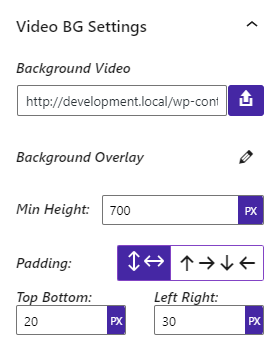 Video BG Settings
Background Video
http://development.local/wp-cont
Background Overlay
Min Height: 700 PX
Padding:
Top Bottom: Left Right:
20 PX 30 PX